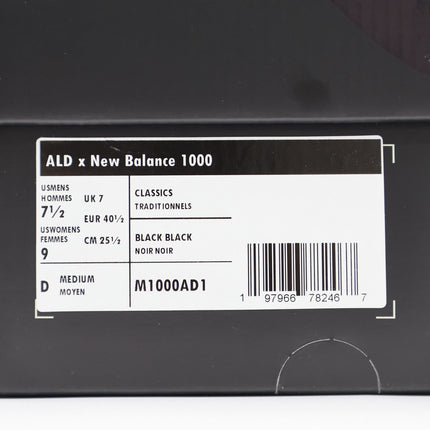 ALD x New Balance 1000
USMENS
HOMMES
7½
UK 7
EUR 40½
USWOMENS
FEMMES
9
CM 25½
CLASSICS
TRADITIONNELS
BLACK BLACK
NOIR NOIR
D MEDIUM
MOYEN
M1000AD1
1 97966 78246 7